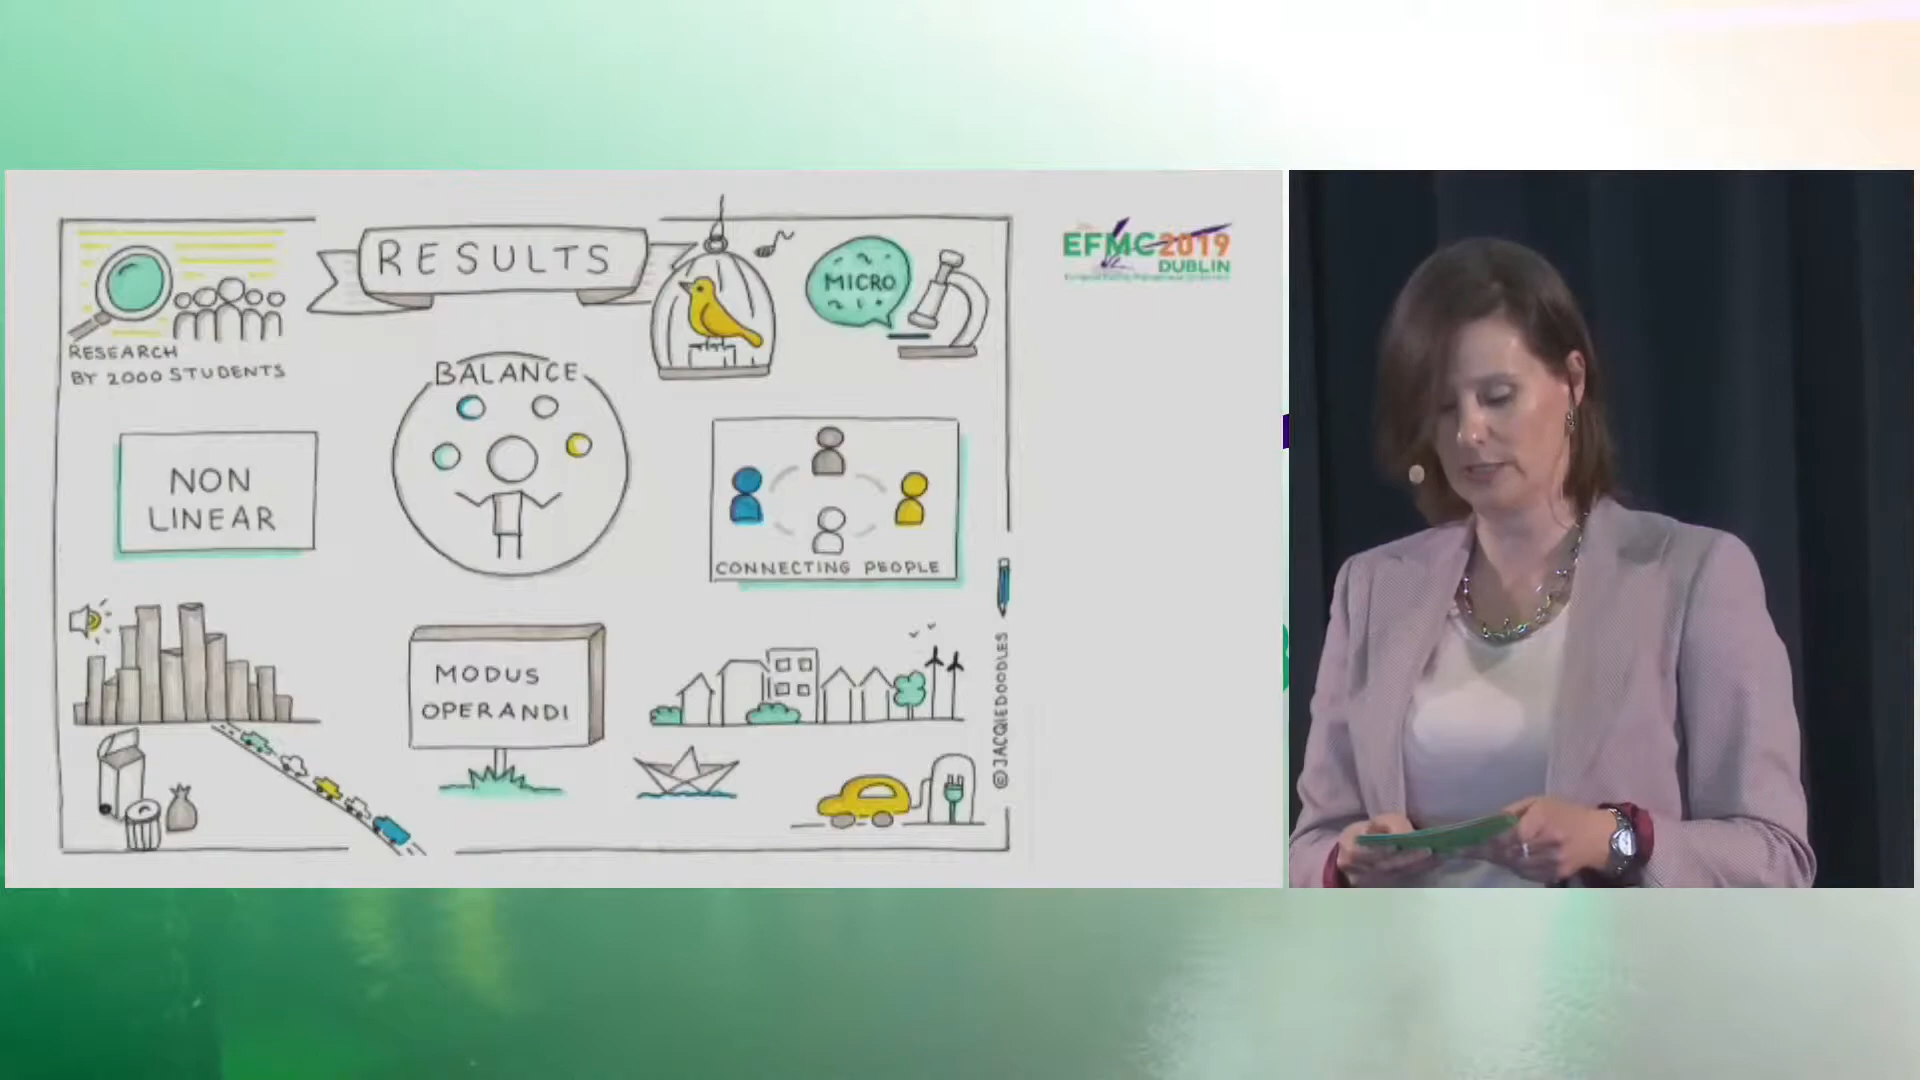 RESULTS
MICRO
RESEARCH
BY 2000 STUDENTS
BALANCE
NON
LINEAR
CONNECTING PEOPLE
MODUS
OPERANDI
©JACQIEDOODLES
EFMC2019
DUBLIN